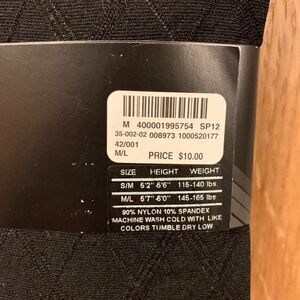 M 400001995754 SP12
35-002-02 008973 1000520177
42/001
M/L PRICE $10.00
SIZE HEIGHT WEIGHT
S/M 5'2" -5'6" 115-140 lbs
M/L 5'7" -6'0" 145-165 lbs
90% NYLON 10% SPANDEX
MACHINE WASH COLD WITH LIKE
COLORS TUMBLE DRY LOW